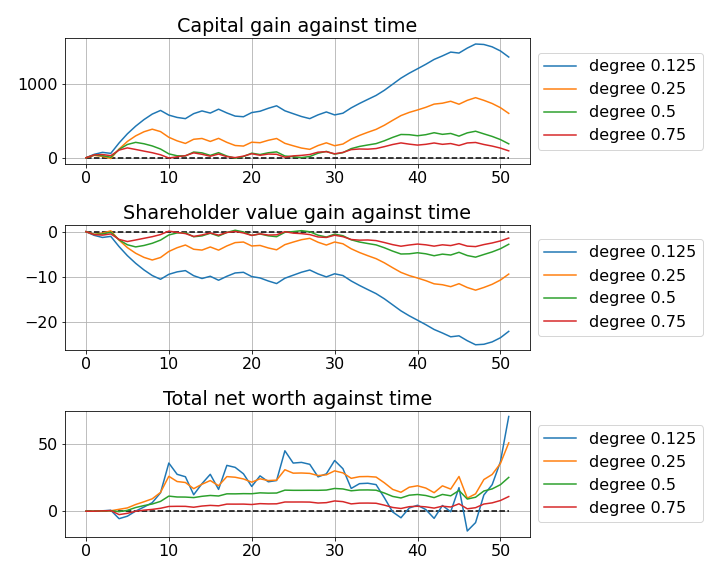 Capital gain against time
1000
0
0 10 20 30 40 50
degree 0.125
degree 0.25
degree 0.5
degree 0.75
Shareholder value gain against time
0
−10
−20
0 10 20 30 40 50
degree 0.125
degree 0.25
degree 0.5
degree 0.75
Total net worth against time
50
0
0 10 20 30 40 50
degree 0.125
degree 0.25
degree 0.5
degree 0.75